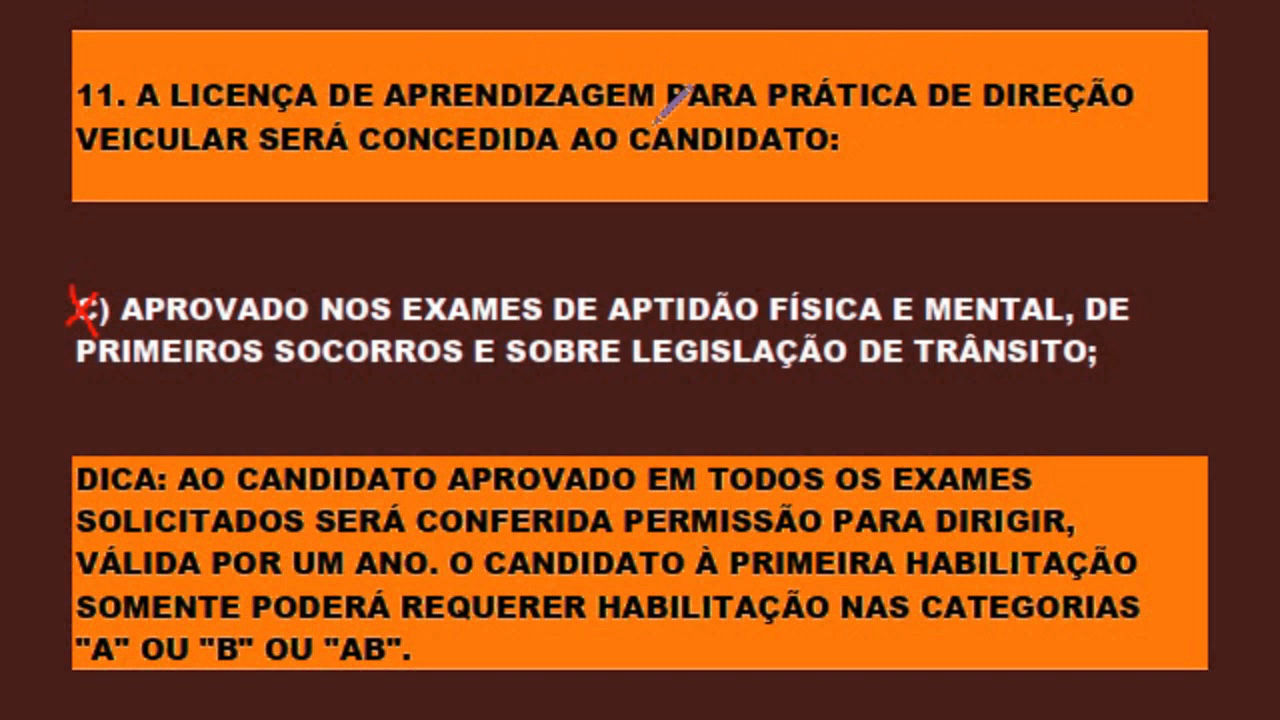 11. A LICENÇA DE APRENDIZAGEM PARA PRÁTICA DE DIREÇÃO
VEICULAR SERÁ CONCEDIDA AO CANDIDATO:
C) APROVADO NOS EXAMES DE APTIDÃO FÍSICA E MENTAL, DE
PRIMEIROS SOCORROS E SOBRE LEGISLAÇÃO DE TRÂNSITO;
DICA: AO CANDIDATO APROVADO EM TODOS OS EXAMES
SOLICITADOS SERÁ CONFERIDA PERMISSÃO PARA DIRIGIR,
VÁLIDA POR UM ANO. O CANDIDATO À PRIMEIRA HABILITAÇÃO
SOMENTE PODERÁ REQUERER HABILITAÇÃO NAS CATEGORIAS
"A" OU "B" OU "AB".